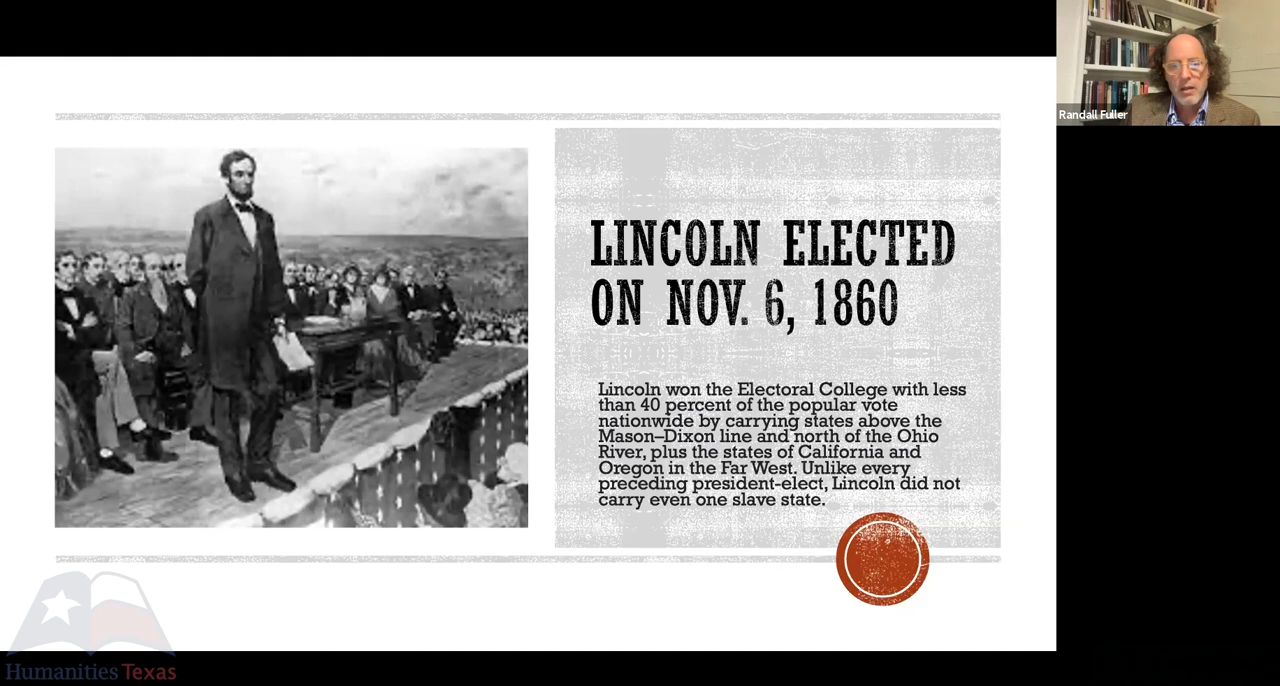 Randall Fuller
LINCOLN ELECTED
ON NOV. 6, 1860
Lincoln won the Electoral College with less
than 40 percent of the popular vote
nationwide by carrying states above the
Mason–Dixon line and north of the Ohio
River, plus the states of California and
Oregon in the Far West. Unlike every
preceding president-elect, Lincoln did not
carry even one slave state.
Humanities Texas